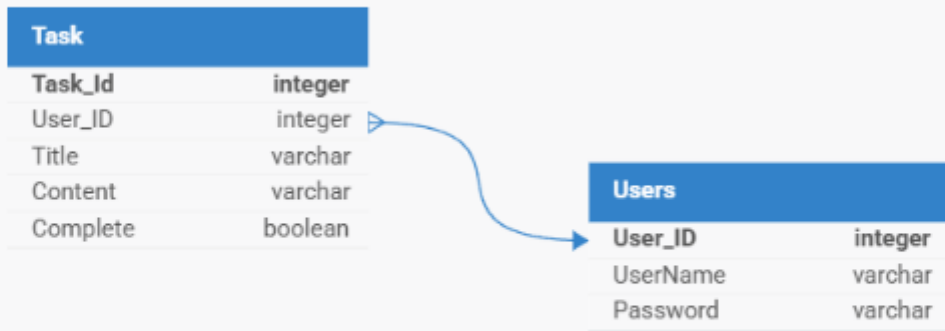 Task
Task_Id integer
User_ID integer
Title varchar
Content varchar
Complete boolean
Users
User_ID integer
UserName varchar
Password varchar